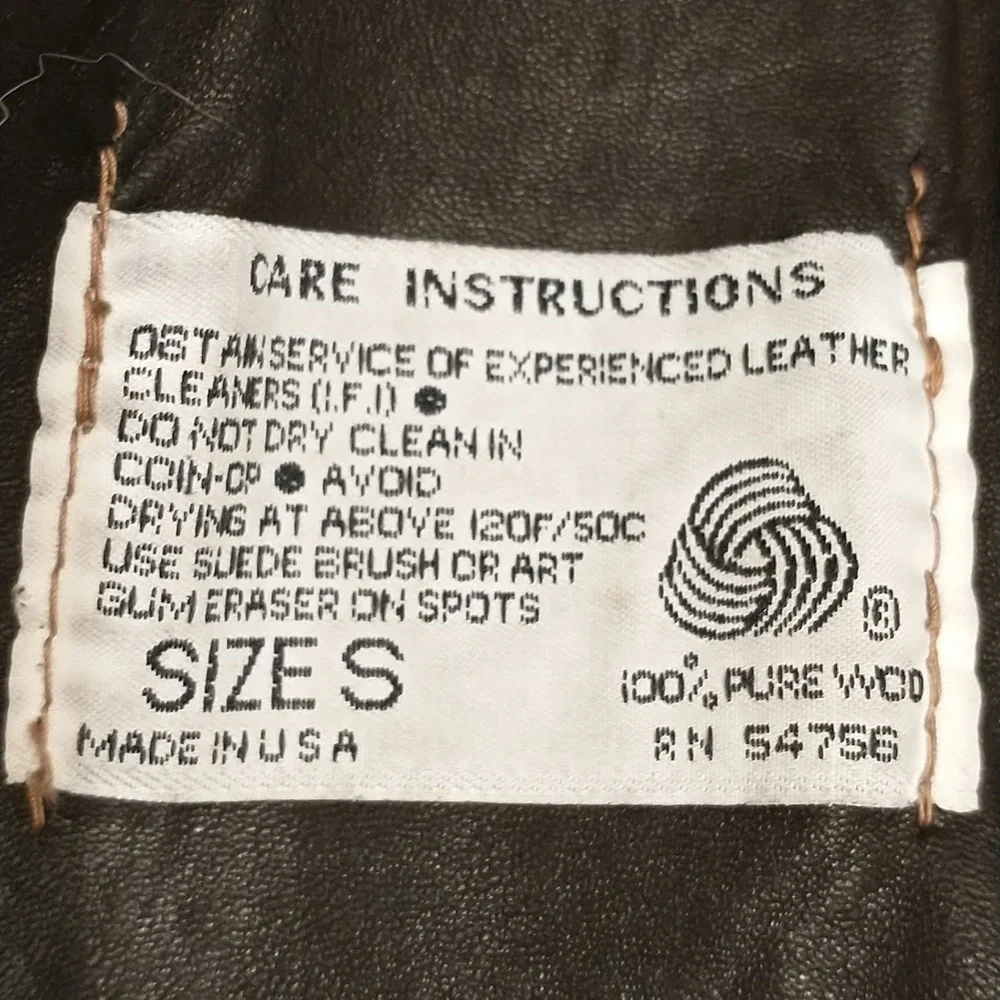 CARE INSTRUCTIONS
OBTAIN SERVICE OF EXPERIENCED LEATHER
CLEANERS (I.F.I) ●
DO NOT DRY CLEAN IN
COIN-OP ● AVOID
DRYING AT ABOVE 120F/50C
USE SUEDE BRUSH OR ART
GUM ERASER ON SPOTS
SIZE S
®
100% PURE WOO
MADE IN U S A
RN 54756